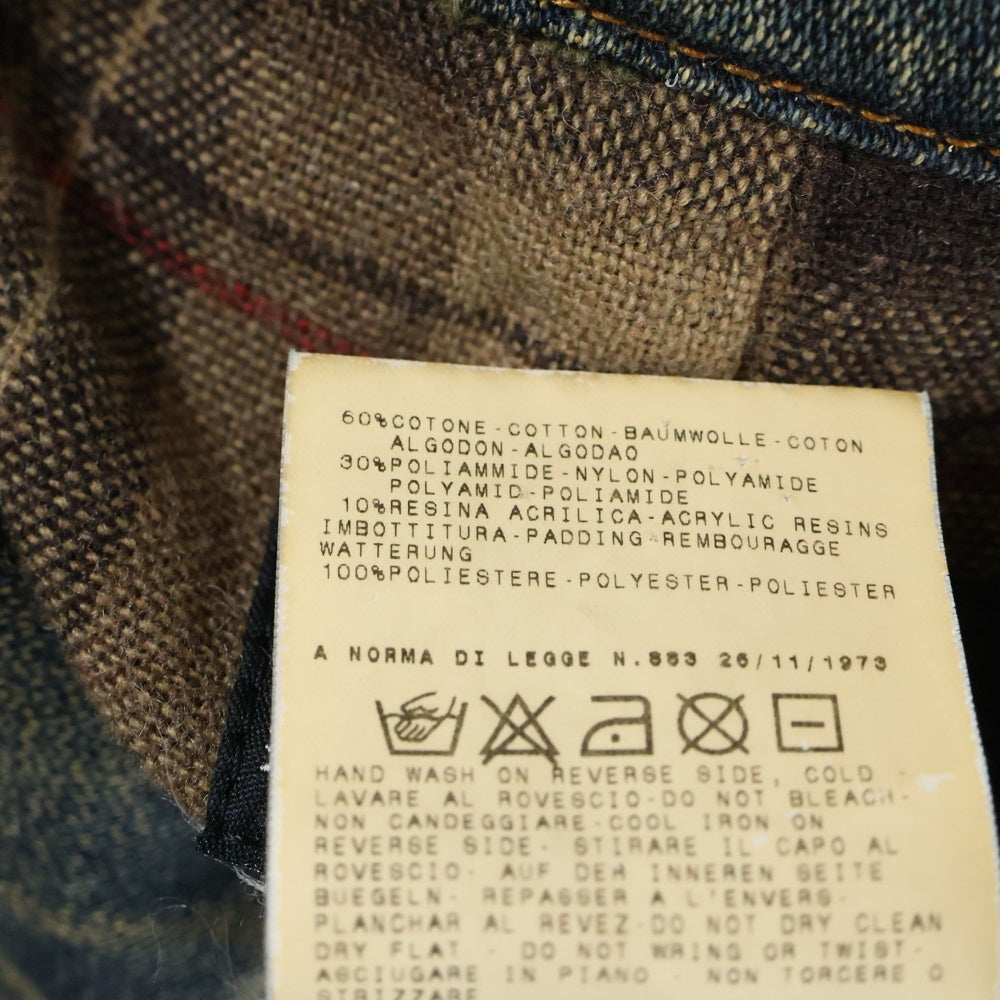 60%COTONE-COTTON-BAUMWOLLE-COTON
ALGODON-ALGODAO
30%POLIAMMIDE-NYLON-POLYAMIDE
POLYAMID-POLIAMIDE
10%RESINA ACRILICA-ACRYLIC RESINS
IMBOTTITURA-PADDING-REMBOURAGGE
WATTERUNG
100%POLIESTERE-POLYESTER-POLIESTER
A NORMA DI LEGGE N.883 26/11/1973
HAND WASH ON REVERSE SIDE, COLD
LAVARE AL ROVESCIO-DO NOT BLEACH-
NON CANDEGGIARE-COOL IRON ON
REVERSE SIDE- STIRARE IL CAPO AL
ROVESCIO- AUF DER INNEREN SEITE
BUEGELN- REPASSER A L'ENVERS-
PLANCHAR AL REVEZ-DO NOT DRY CLEAN
DRY FLAT - DO NOT WRING OR TWIST-
ASCIUGARE IN PIANO - NON TORCERE O
STRIZZARE